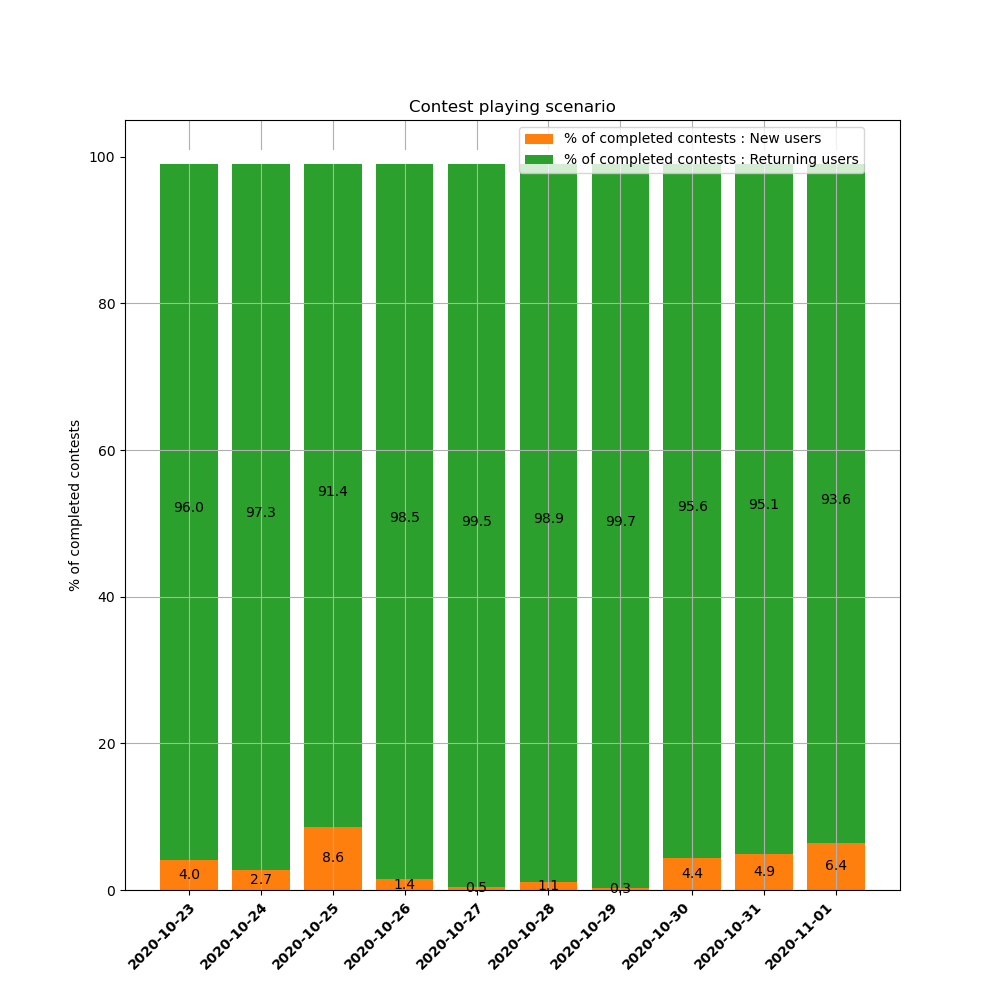 Contest playing scenario
% of completed contests : New users
% of completed contests : Returning users
% of completed contests
100
80
60
40
20
0
96.0 97.3 91.4 98.5 99.5 98.9 99.7 95.6 95.1 93.6
4.0 2.7 8.6 1.4 0.5 1.1 0.3 4.4 4.9 6.4
2020-10-23 2020-10-24 2020-10-25 2020-10-26 2020-10-27 2020-10-28 2020-10-29 2020-10-30 2020-10-31 2020-11-01